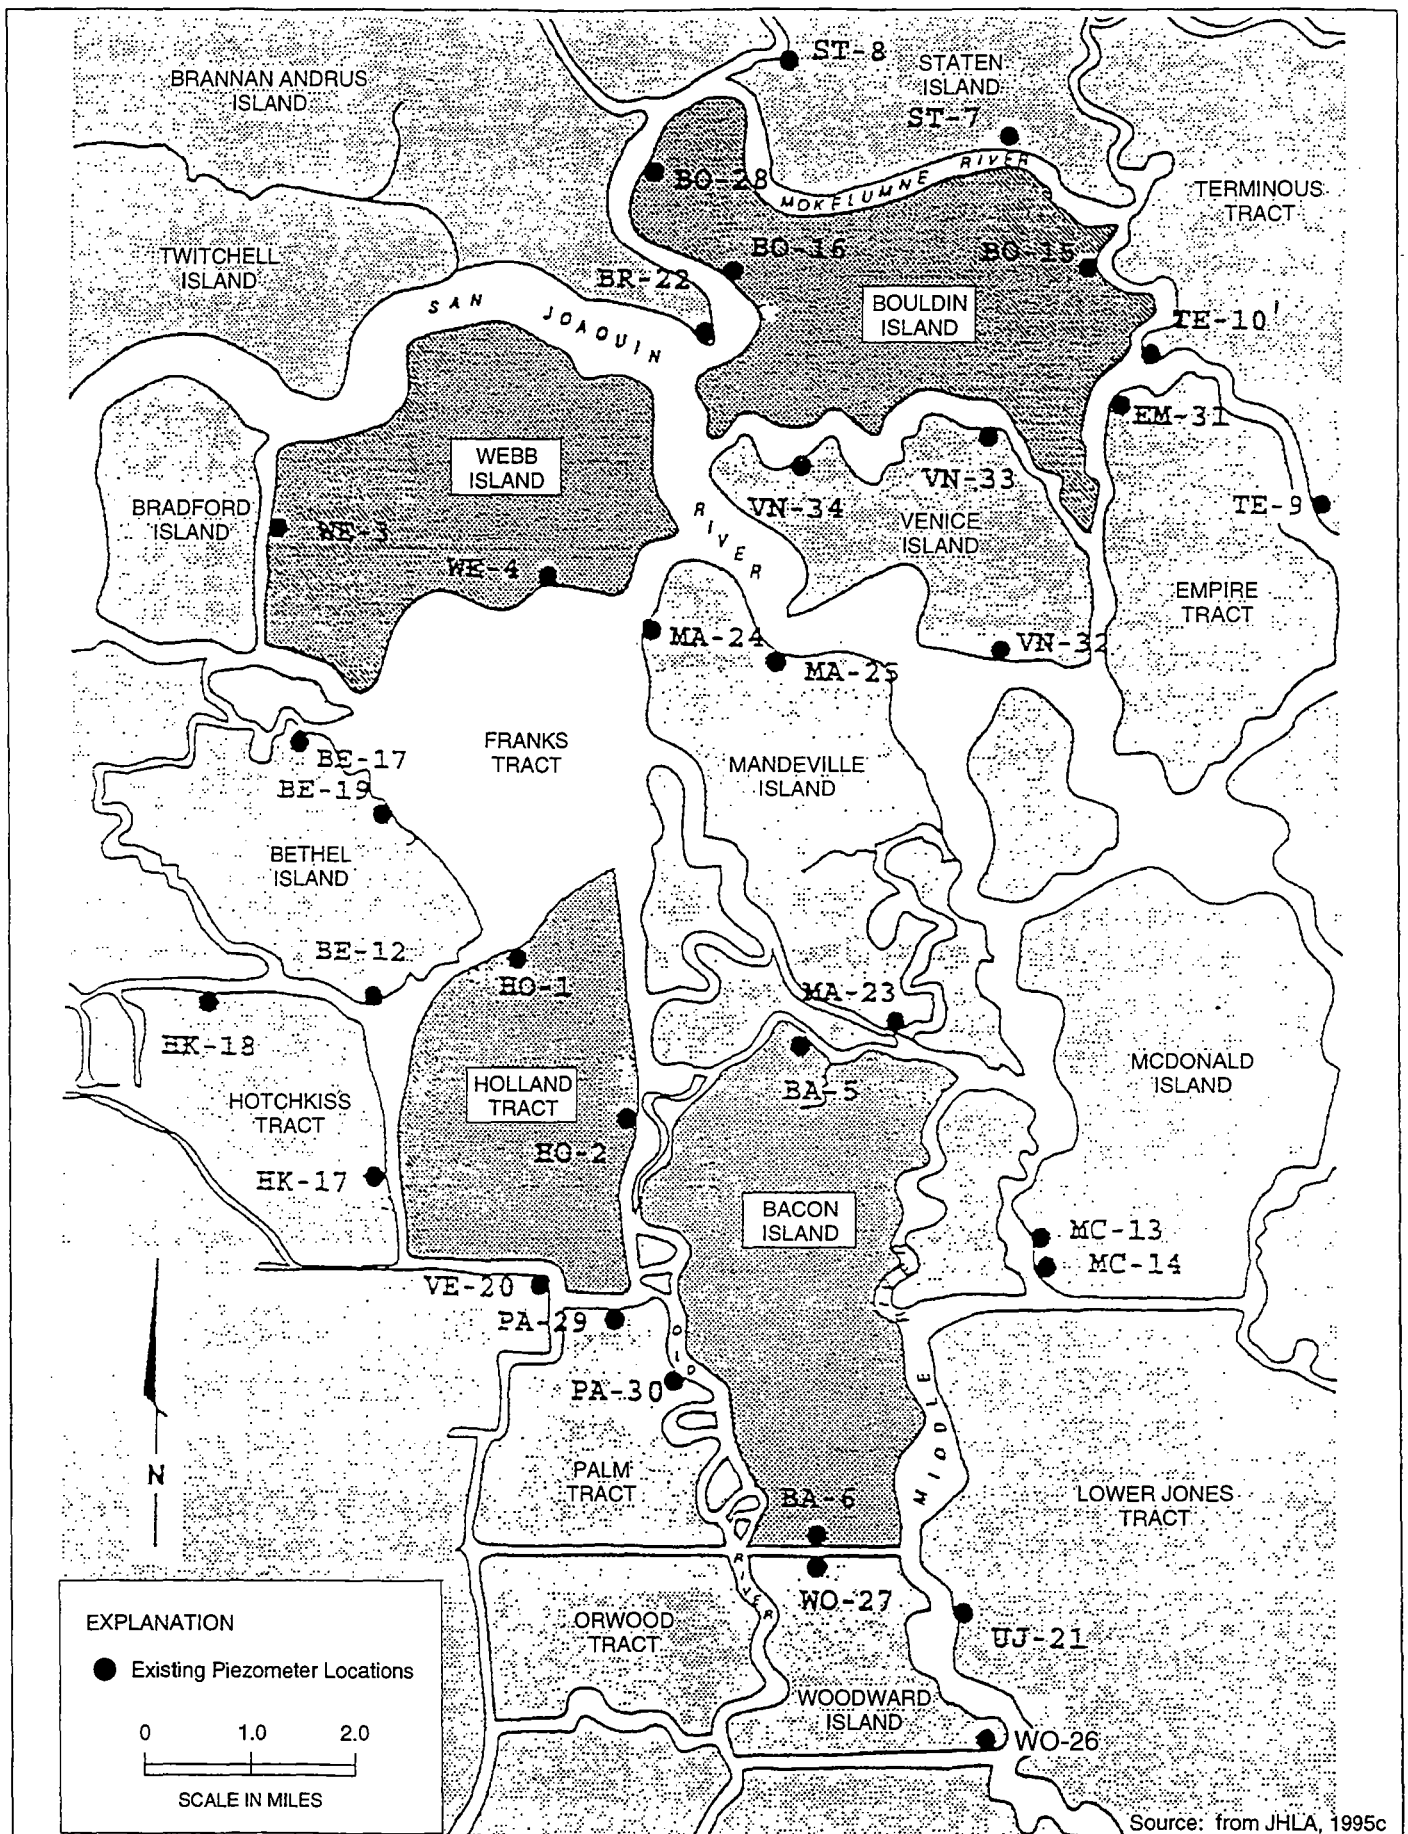 ST-8
STATEN
ISLAND
BRANNAN ANDRUS
ISLAND
ST-7
MOKELUMNE RIVER
BO-28
TERMINOUS
TRACT
BO-16
BO-15
TWITCHELL
ISLAND
BR-22
SAN JOAQUIN
BOULDIN
ISLAND
TE-10
EM-31
WEBB
ISLAND
VN-33
BRADFORD
ISLAND
WE-3
VN-34
TE-9
RIVER
VENICE
ISLAND
WE-4
EMPIRE
TRACT
MA-24
VN-32
MA-25
FRANKS
TRACT
BE-17
MANDEVILLE
ISLAND
BE-19
BETHEL
ISLAND
BE-12
HO-1
MA-23
HK-18
MCDONALD
ISLAND
BA-5
HOLLAND
TRACT
HOTCHKISS
TRACT
HO-2
HK-17
BACON
ISLAND
MC-13
MC-14
VE-20
PA-29
OLD
PA-30
MIDDLE
PALM
TRACT
BA-6
LOWER JONES
TRACT
RIVER
WO-27
ORWOOD
TRACT
UJ-21
WOODWARD
ISLAND
WO-26
N
EXPLANATION
Existing Piezometer Locations
0 1.0 2.0
SCALE IN MILES
Source: from JHLA, 1995c